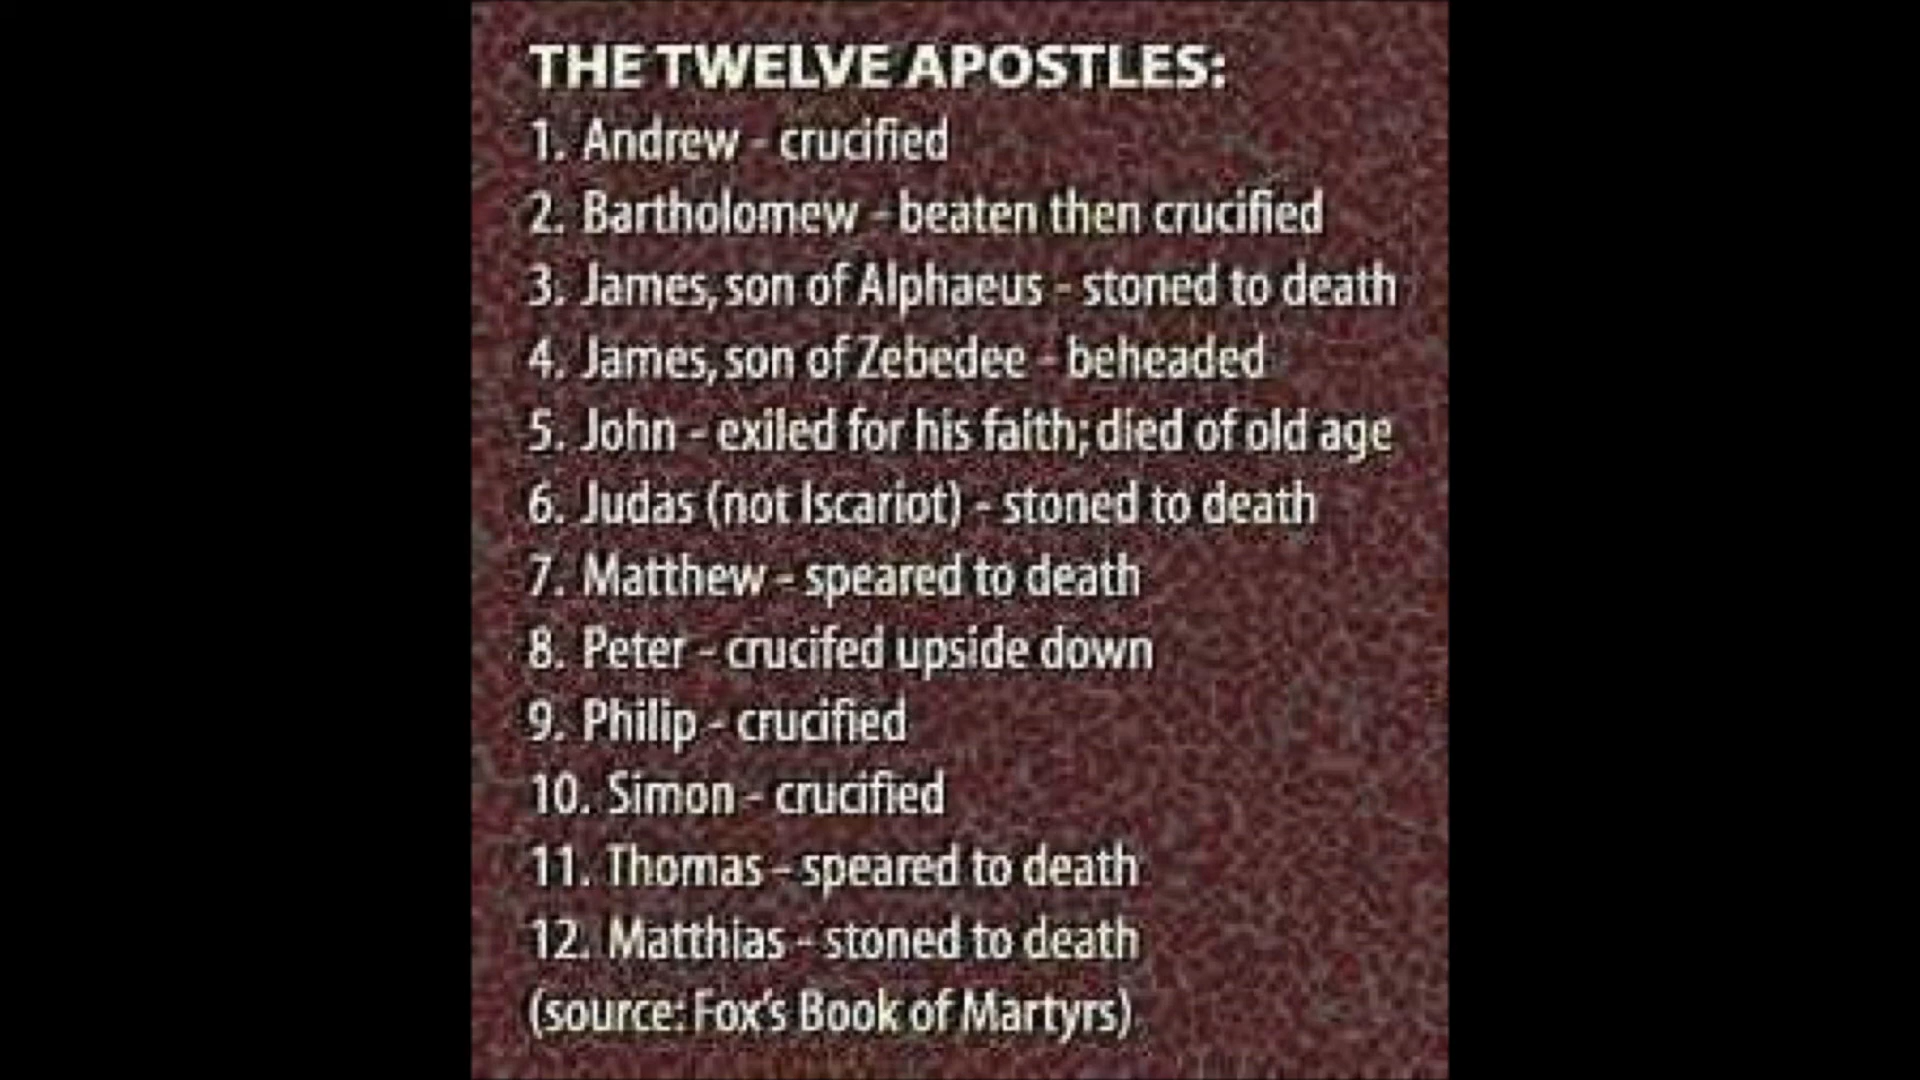 THE TWELVE APOSTLES:
1. Andrew - crucified
2. Bartholomew - beaten then crucified
3. James, son of Alphaeus - stoned to death
4. James, son of Zebedee - beheaded
5. John - exiled for his faith; died of old age
6. Judas (not Iscariot) - stoned to death
7. Matthew - speared to death
8. Peter - crucifed upside down
9. Philip - crucified
10. Simon - crucified
11. Thomas - speared to death
12. Matthias - stoned to death
(source: Fox's Book of Martyrs)